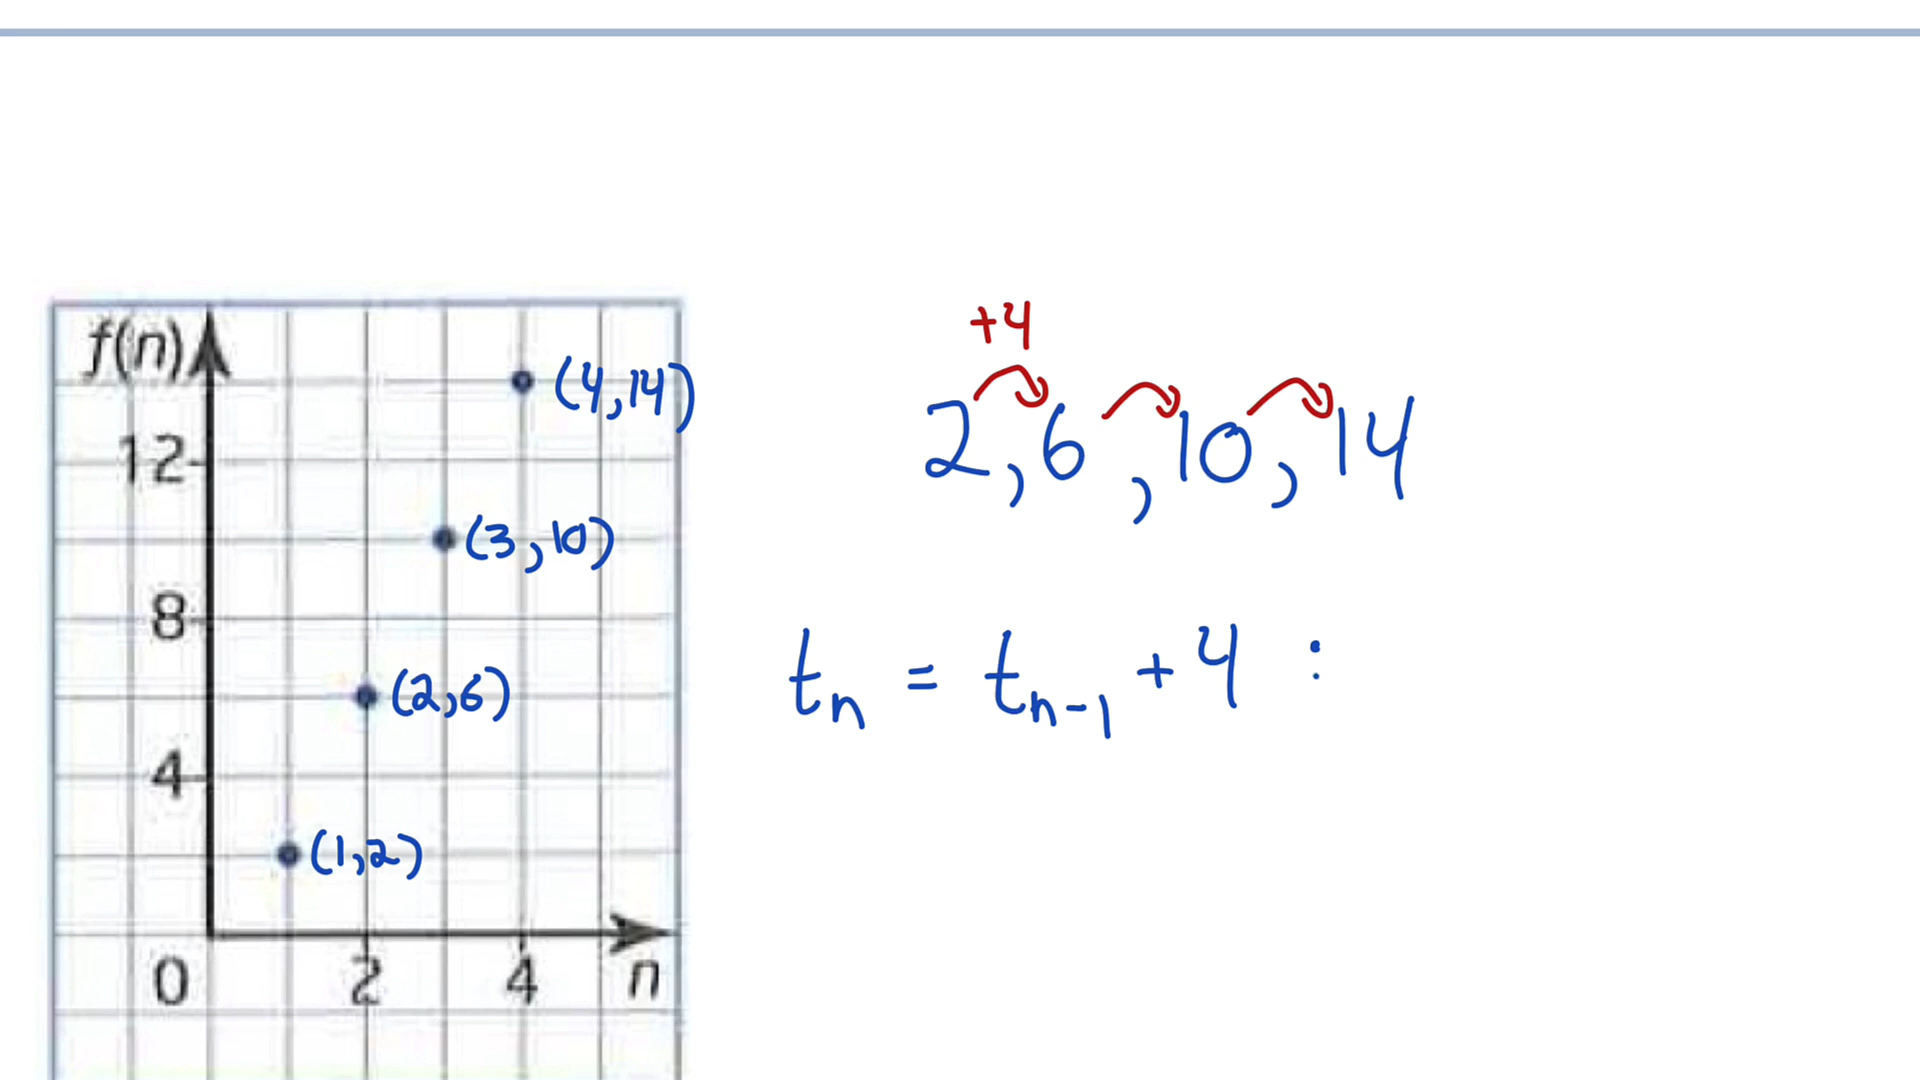 f(n)
(4,14)
12
(3,10)
8
(2,6)
4
(1,2)
0 2 4 n
+4
2, 6, 10, 14
tn = tn-1 + 4 :